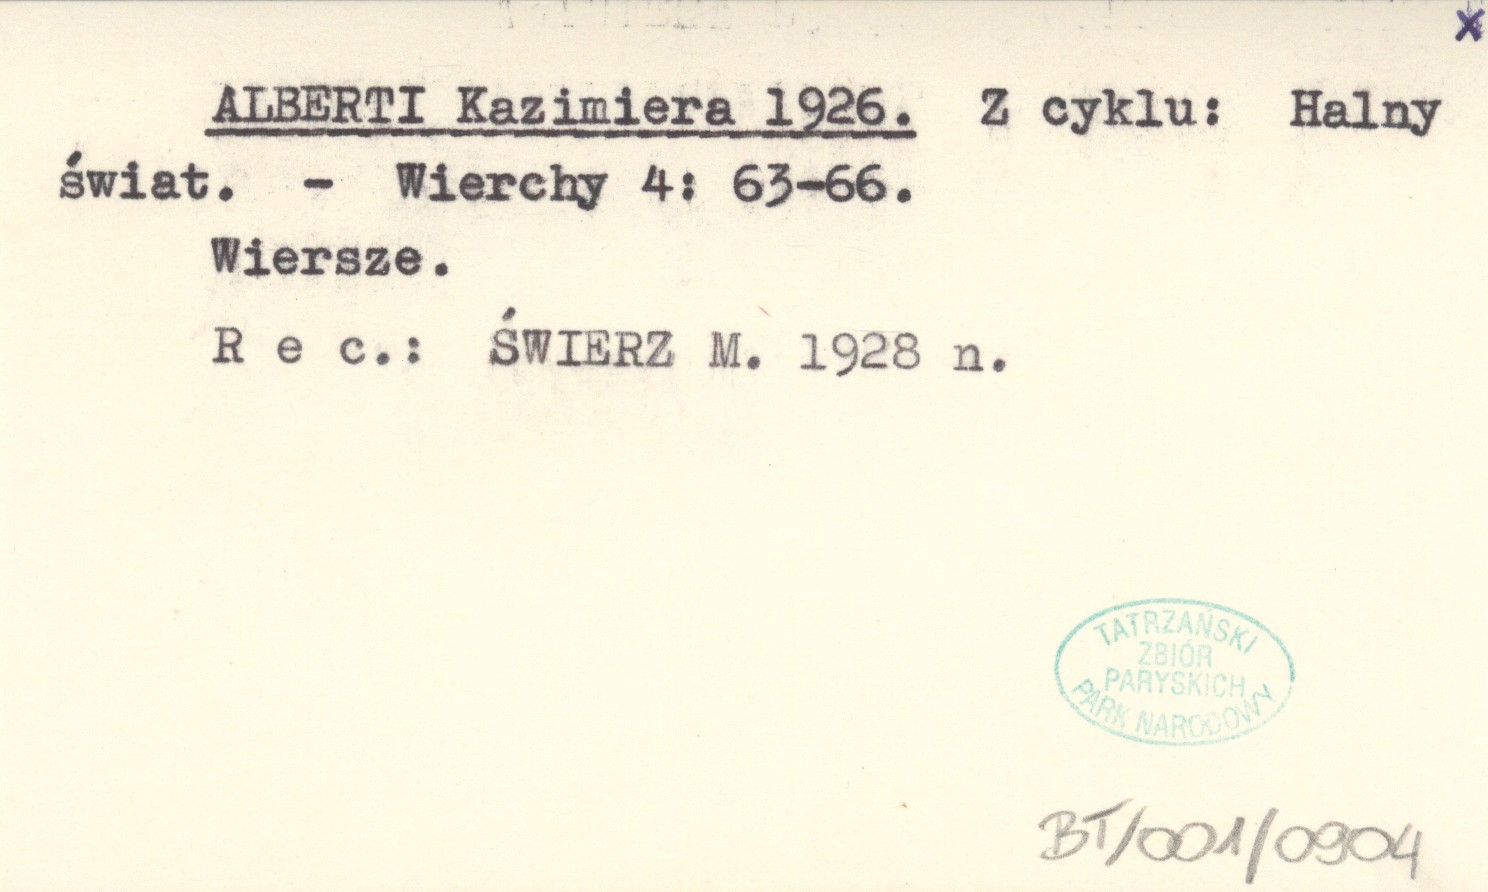 x
ALBERTI Kazimiera 1926. Z cyklu: Halny
świat. - Wierchy 4: 63-66.
Wiersze.
R e c.: ŚWIERZ M. 1928 n.
TATRZAŃSKI
ZBIÓR
PARYSKICH
PARK NARODOWY
BT/001/0904